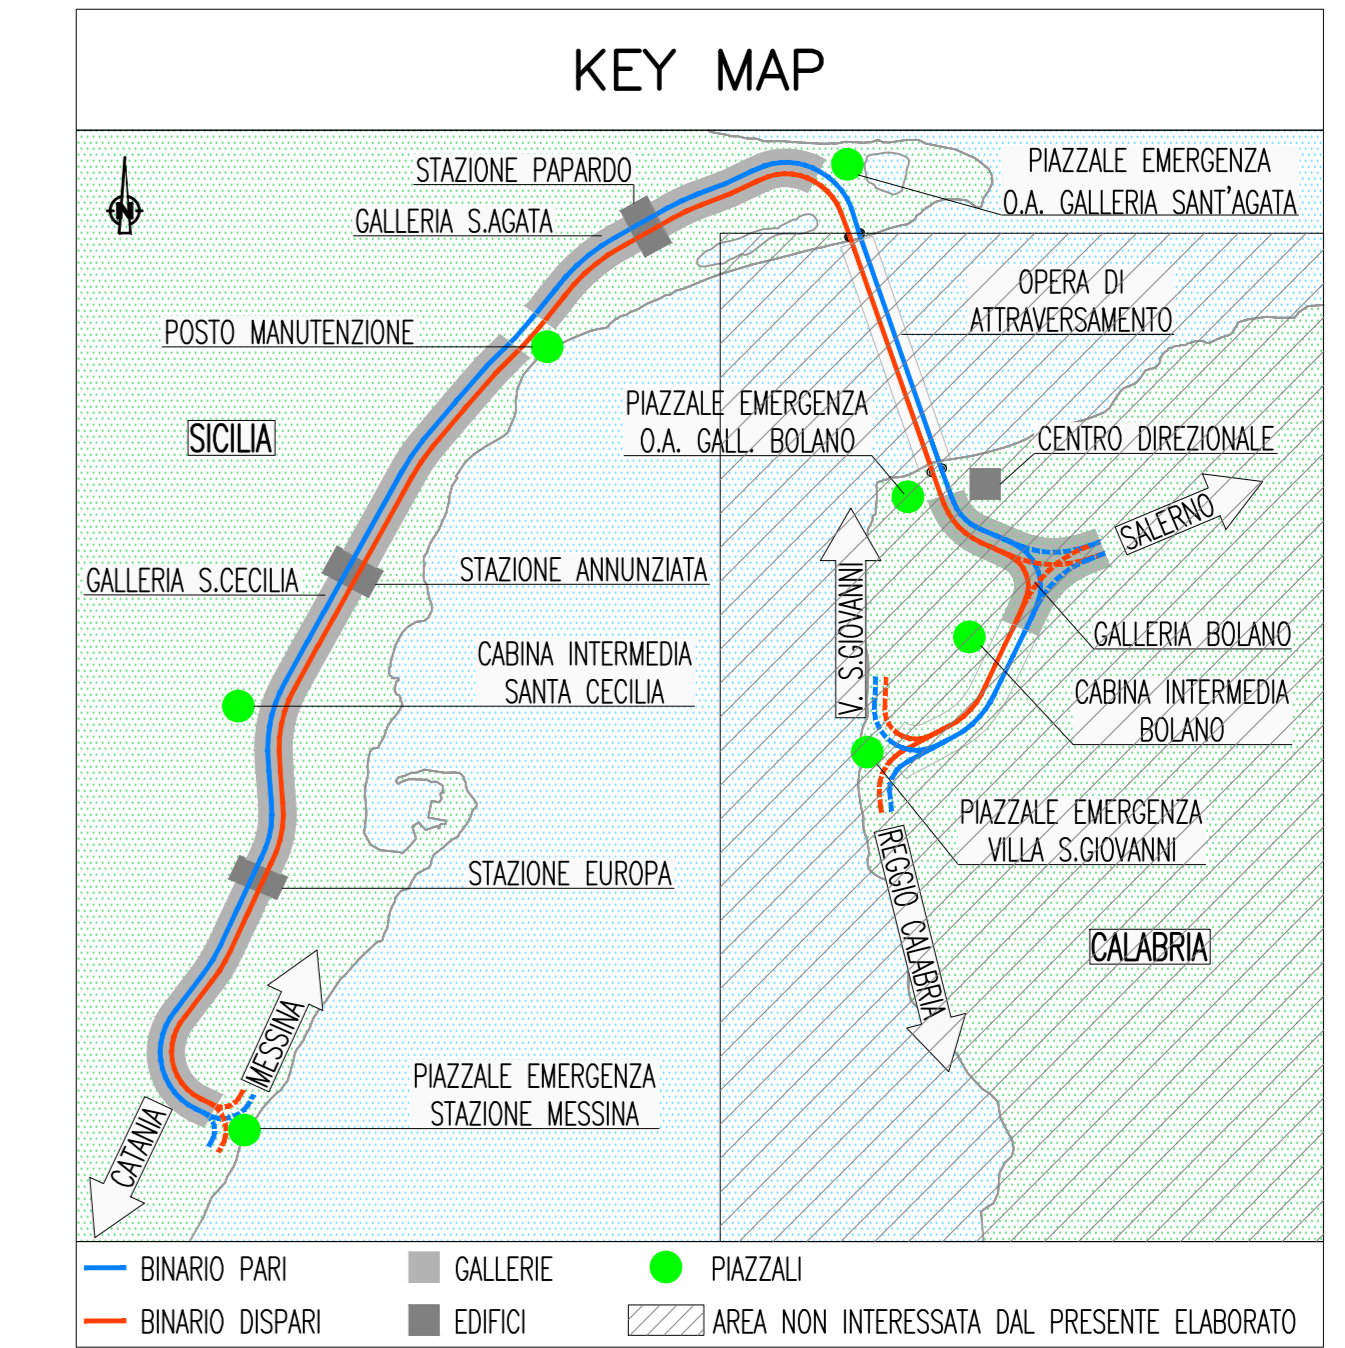 KEY MAP
N
STAZIONE PAPARDO
GALLERIA S.AGATA
PIAZZALE EMERGENZA
O.A. GALLERIA SANT'AGATA
OPERA DI
ATTRAVERSAMENTO
POSTO MANUTENZIONE
PIAZZALE EMERGENZA
O.A. GALL. BOLANO
SICILIA
CENTRO DIREZIONALE
SALERNO
STAZIONE ANNUNZIATA
GALLERIA S.CECILIA
V. S.GIOVANNI
GALLERIA BOLANO
CABINA INTERMEDIA
SANTA CECILIA
CABINA INTERMEDIA
BOLANO
PIAZZALE EMERGENZA
VILLA S.GIOVANNI
STAZIONE EUROPA
REGGIO CALABRIA
CALABRIA
MESSINA
CATANIA
PIAZZALE EMERGENZA
STAZIONE MESSINA
BINARIO PARI
GALLERIE
PIAZZALI
BINARIO DISPARI
EDIFICI
AREA NON INTERESSATA DAL PRESENTE ELABORATO